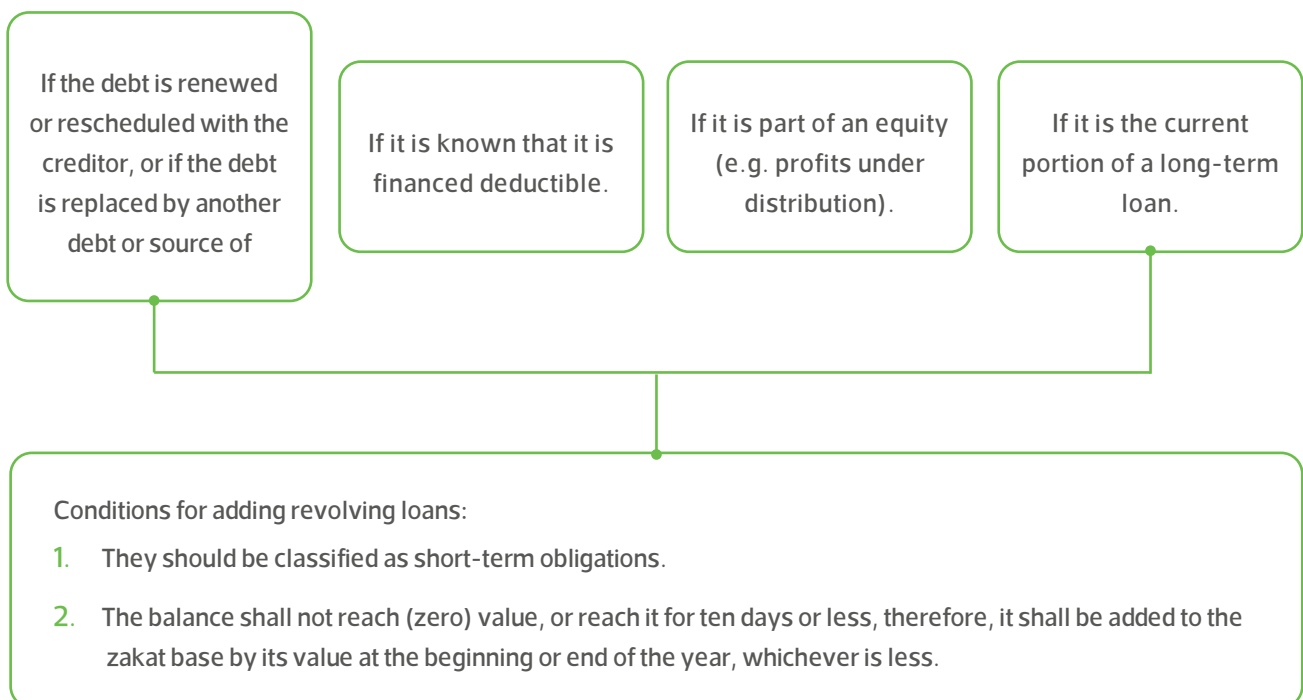 If the debt is renewed
or rescheduled with the
creditor, or if the debt
is replaced by another
debt or source of
If it is known that it is
financed deductible.
If it is part of an equity
(e.g. profits under
distribution).
If it is the current
portion of a long-term
loan.
Conditions for adding revolving loans:
1. They should be classified as short-term obligations.
2. The balance shall not reach (zero) value, or reach it for ten days or less, therefore, it shall be added to the
zakat base by its value at the beginning or end of the year, whichever is less.